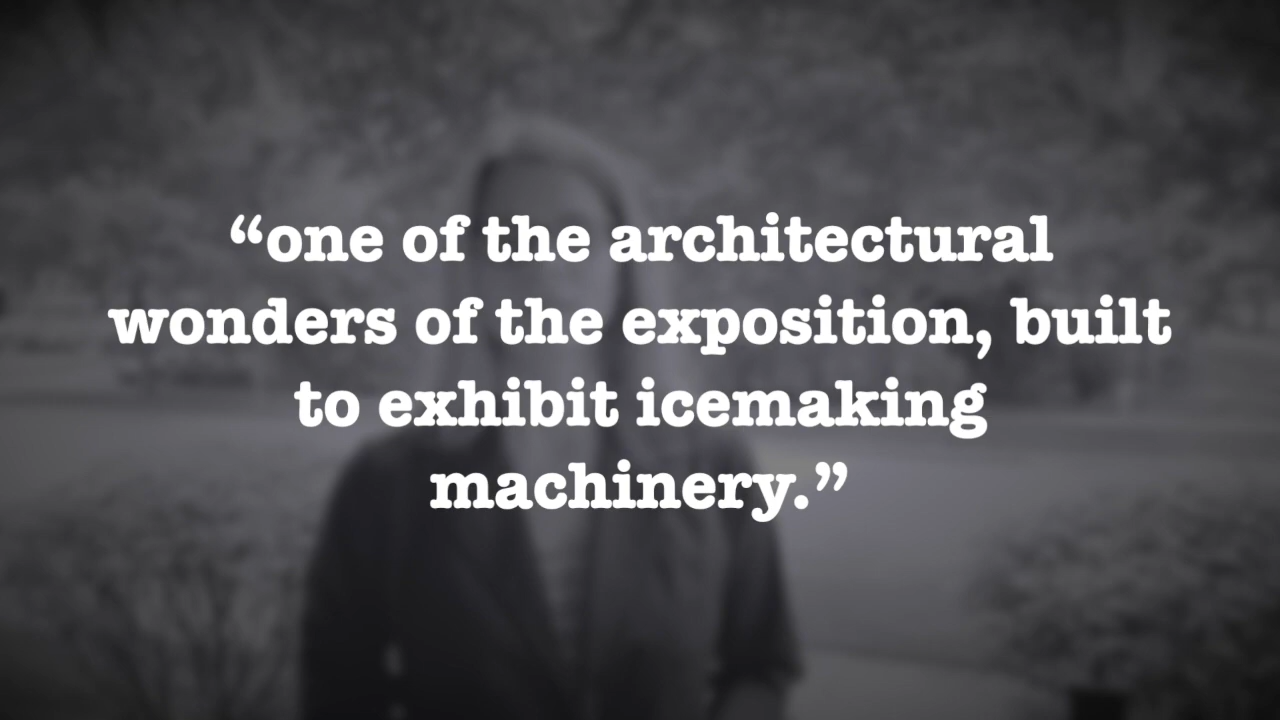 “one of the architectural
wonders of the exposition, built
to exhibit icemaking
machinery.”